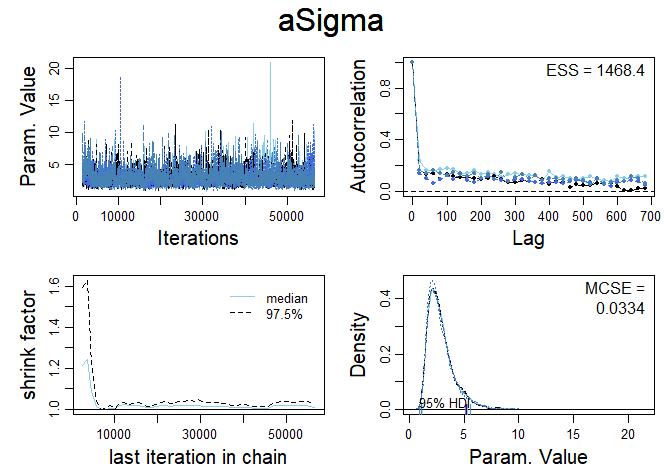 aSigma
Param. Value
5 10 15 20
0 10000 30000 50000
Iterations
Autocorrelation
0.0 0.4 0.8
ESS = 1468.4
0 100 200 300 400 500 600 700
Lag
shrink factor
1.0 1.2 1.4 1.6
median
97.5%
10000 30000 50000
last iteration in chain
Density
0.0 0.2 0.4
MCSE =
0.0334
95% HDI
0 5 10 15 20
Param. Value